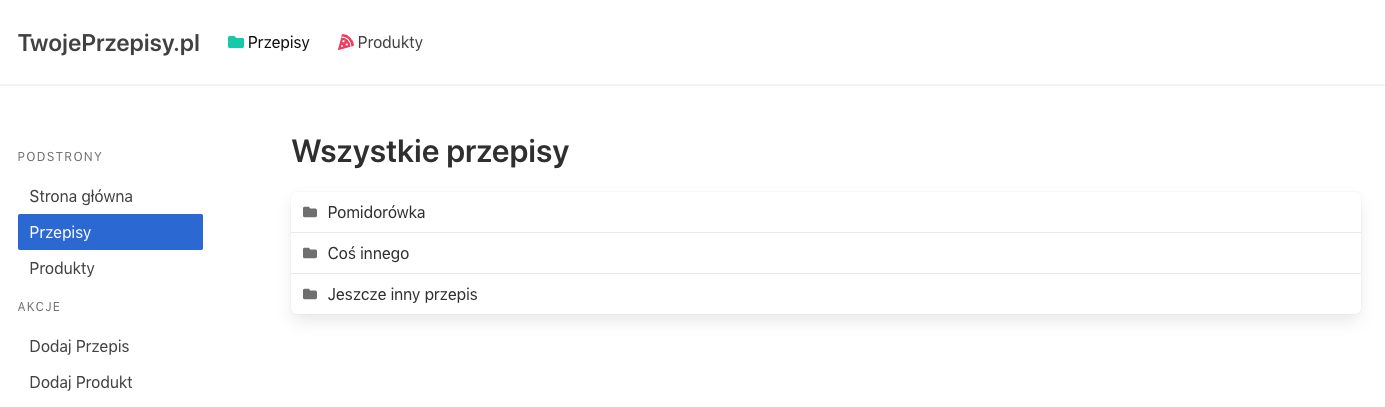 TwojePrzepisy.pl Przepisy Produkty
PODSTRONY
Strona główna
Przepisy
Produkty
AKCJE
Dodaj Przepis
Dodaj Produkt
Wszystkie przepisy
Pomidorówka
Coś innego
Jeszcze inny przepis